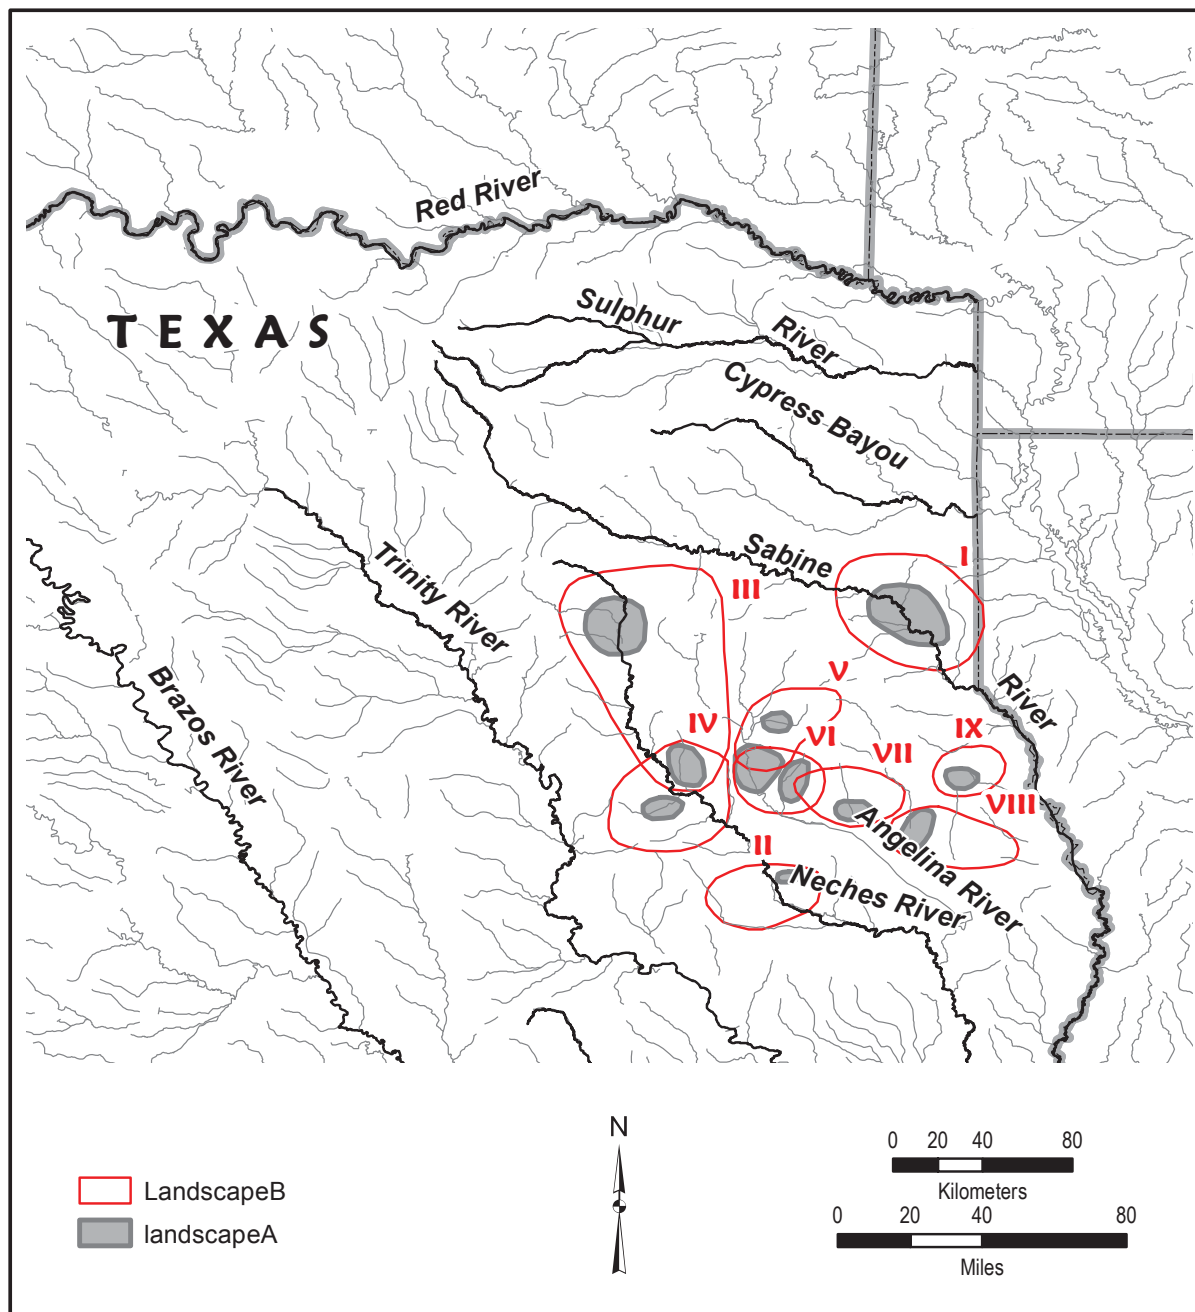 Red River
TEXAS
Sulphur
River
Cypress Bayou
Sabine
I
Trinity River
III
River
V
Brazos River
IV
VI
VII
IX
VIII
II
Angelina River
Neches River
N
0 20 40 80
Kilometers
LandscapeB
landscapeA
0 20 40 80
Miles